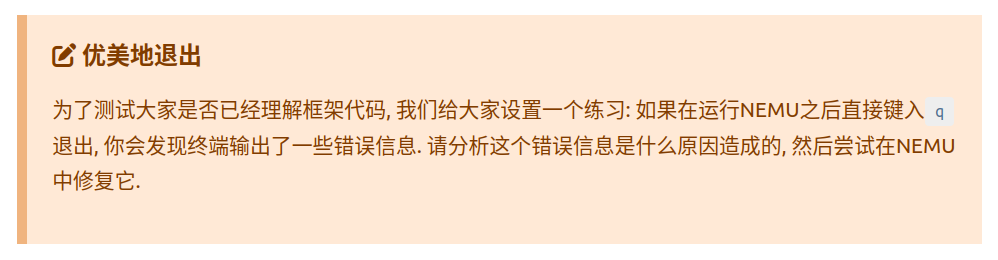 优美地退出
为了测试大家是否已经理解框架代码, 我们给大家设置一个练习: 如果在运行NEMU之后直接键入 q
退出, 你会发现终端输出了一些错误信息. 请分析这个错误信息是什么原因造成的, 然后尝试在NEMU
中修复它.